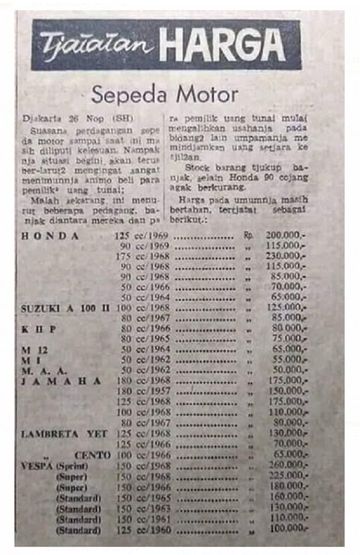 Tjatatan HARGA
Sepeda Motor
Djakarta 26 Nop (SH)
Suasana perdagangan sepe
da motor sampai saat ini ma
sih diliputi kelesuan. Nampak
nja situasi begini akan terus
ber-larut2 mengingat sangat
menimunnja animo beli para
pemilik2 uang tunai;
Malah sekarang ini menu-
rut beberapa pedagang, ba-
njak diantara mereka dan pa
ra pemilik uang tunai mulai
mengalihkan usahanja pada
bidang2 lain umpamanja me
mindjamkan uang setjara ke
tjil2an.
Stock barang tjukup ba-
njak, selain Honda 90 cc jang
agak berkurang.
Harga pada umumnja masih
bertahan, tertjatat sebagai
berikut:
HONDA 125 cc/1969 Rp 200.000,-
90 cc/1969 " 115.000,-
175 cc/1968 " 230.000,-
90 cc/1968 " 115.000,-
90 cc/1968 " 85.000,-
50 cc/1966 " 70.000,-
50 cc/1964 " 65.000,-
SUZUKI A 100 II 100 cc/1968 " 125.000,-
80 cc/1967 " 85.000,-
K II P 80 cc/1966 " 80.000,-
80 cc/1965 " 75.000,-
M 12 50 cc/1964 " 65.000,-
M I 50 cc/1962 " 55.000,-
M. A. A. 50 cc/1962 " 50.000,-
JAMAHA 180 cc/1968 " 175.000,-
180 cc/1957 " 150.000,-
125 cc/1968 " 175.000,-
100 cc/1968 " 110.000,-
80 cc/1967 " 80.000,-
LAMBRETA YET 125 cc/1968 " 130.000,-
125 cc/1966 " 70.000,-
" CENTO 100 cc/1966 " 65.000,-
VESPA (Sprint) 150 cc/1968 " 260.000,-
(Super) 150 cc/1968 " 225.000,-
(Super) 150 cc/1966 " 180.000,-
(Standard) 150 cc/1965 " 160.000,-
(Standard) 150 cc/1963 " 130.000,-
(Standard) 150 cc/1961 " 110.000,-
(Standard) 125 cc/1960 " 100.000,-